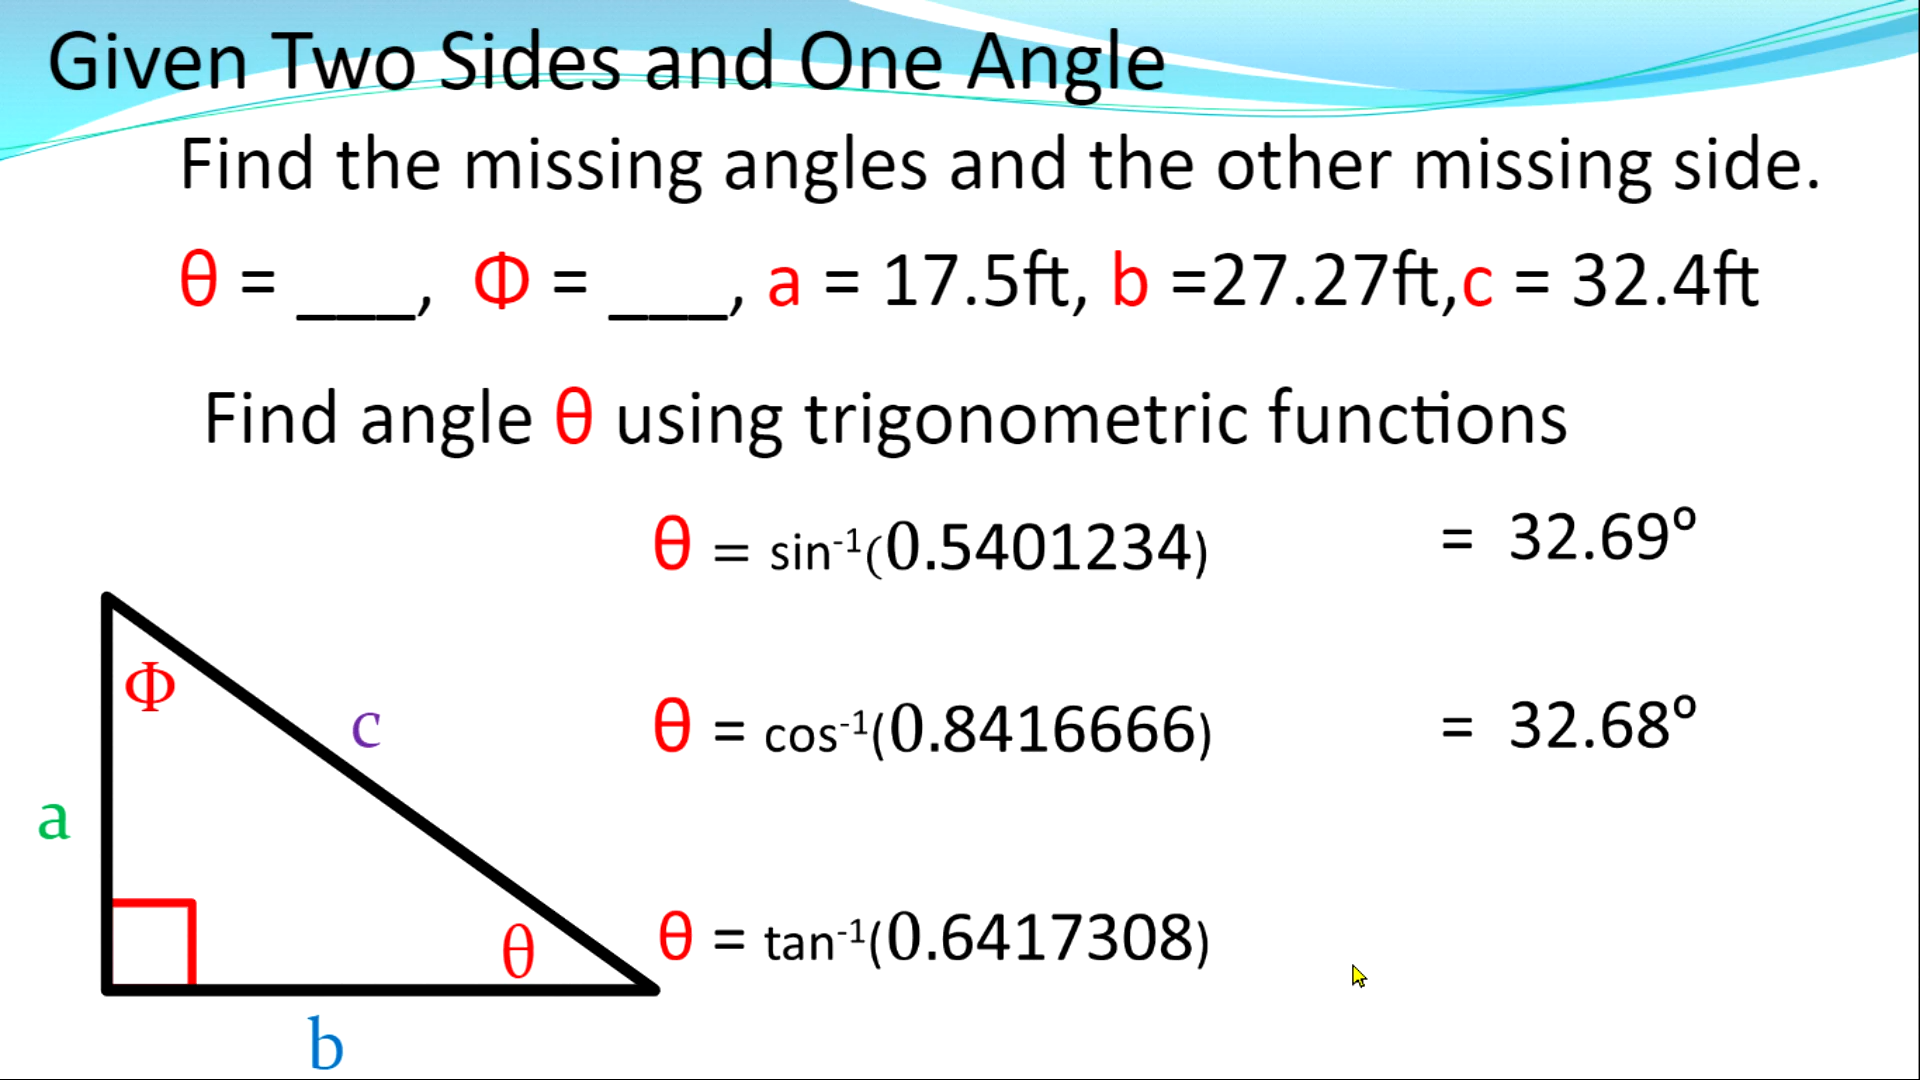 Given Two Sides and One Angle
Find the missing angles and the other missing side.
θ = ___, Φ = ___, a = 17.5ft, b =27.27ft,c = 32.4ft
Find angle θ using trigonometric functions
θ = sin⁻¹(0.5401234) = 32.69º
θ = cos⁻¹(0.8416666) = 32.68º
θ = tan⁻¹(0.6417308)
Φ
c
a
θ
b